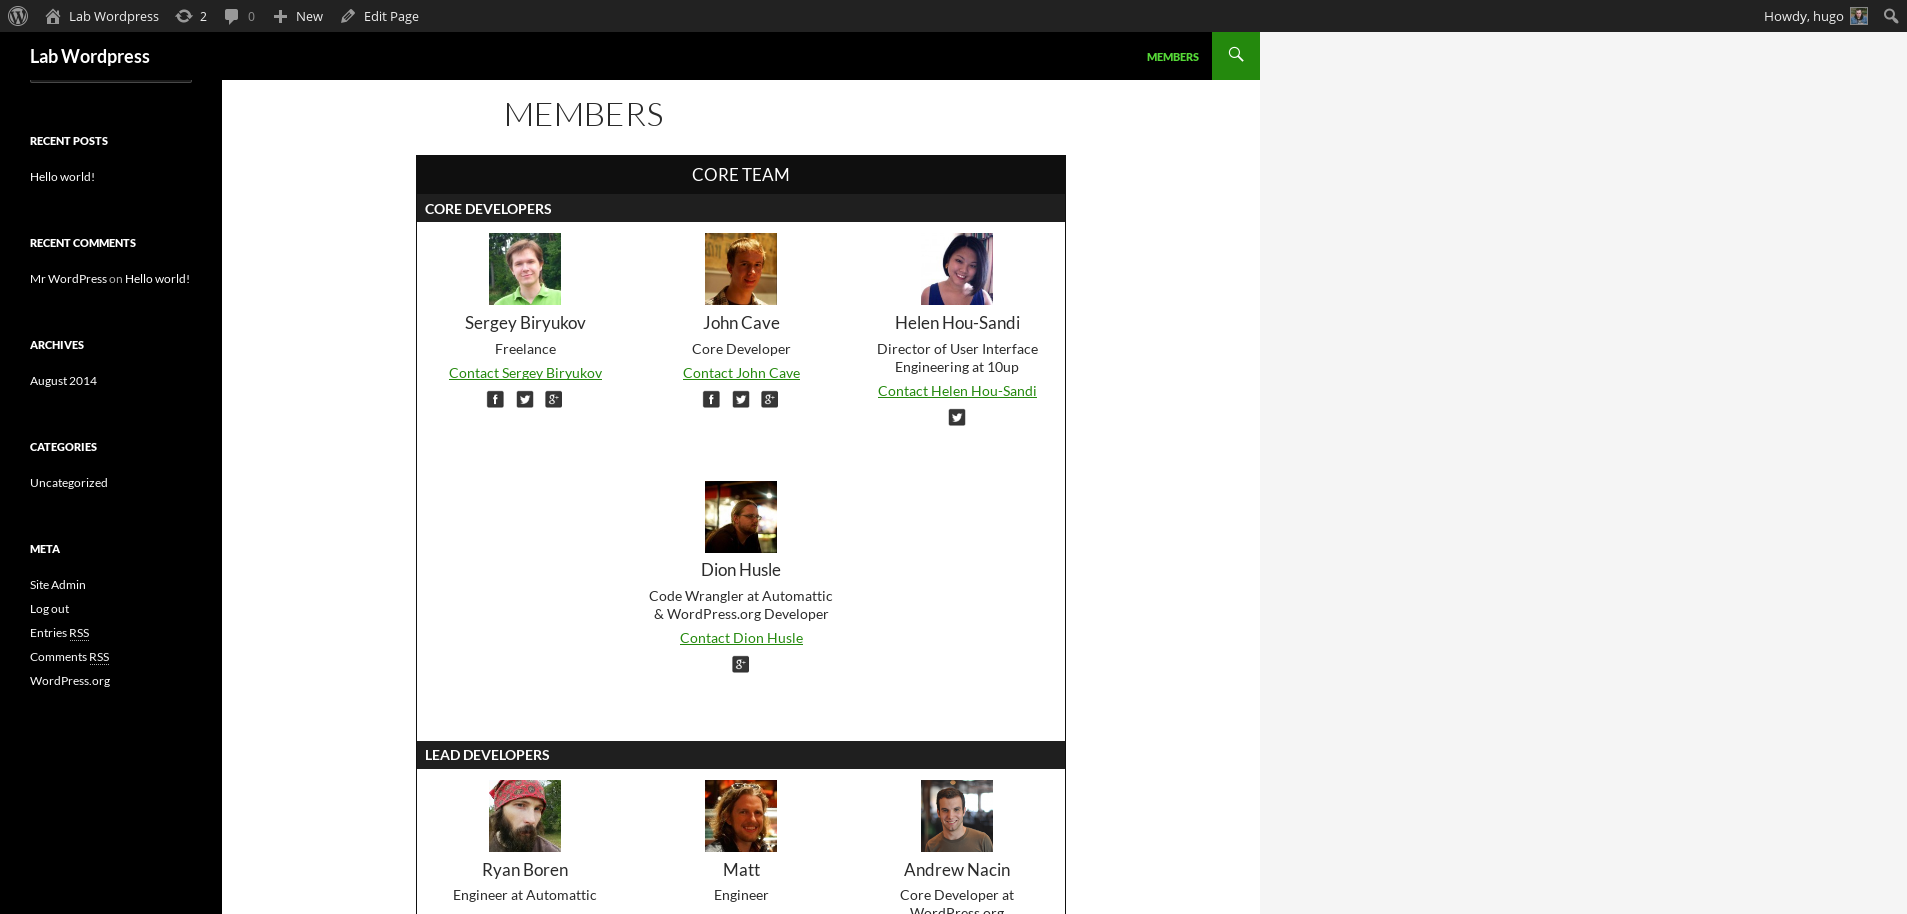 Lab Wordpress
2
0
New
Edit Page
Howdy, hugo
Lab Wordpress
MEMBERS
RECENT POSTS
Hello world!
RECENT COMMENTS
Mr WordPress on Hello world!
ARCHIVES
August 2014
CATEGORIES
Uncategorized
META
Site Admin
Log out
Entries RSS
Comments RSS
WordPress.org
MEMBERS
CORE TEAM
CORE DEVELOPERS
Sergey Biryukov
Freelance
Contact Sergey Biryukov
John Cave
Core Developer
Contact John Cave
Helen Hou-Sandi
Director of User Interface
Engineering at 10up
Contact Helen Hou-Sandi
Dion Husle
Code Wrangler at Automattic
& WordPress.org Developer
Contact Dion Husle
LEAD DEVELOPERS
Ryan Boren
Engineer at Automattic
Matt
Engineer
Andrew Nacin
Core Developer at
WordPress.org